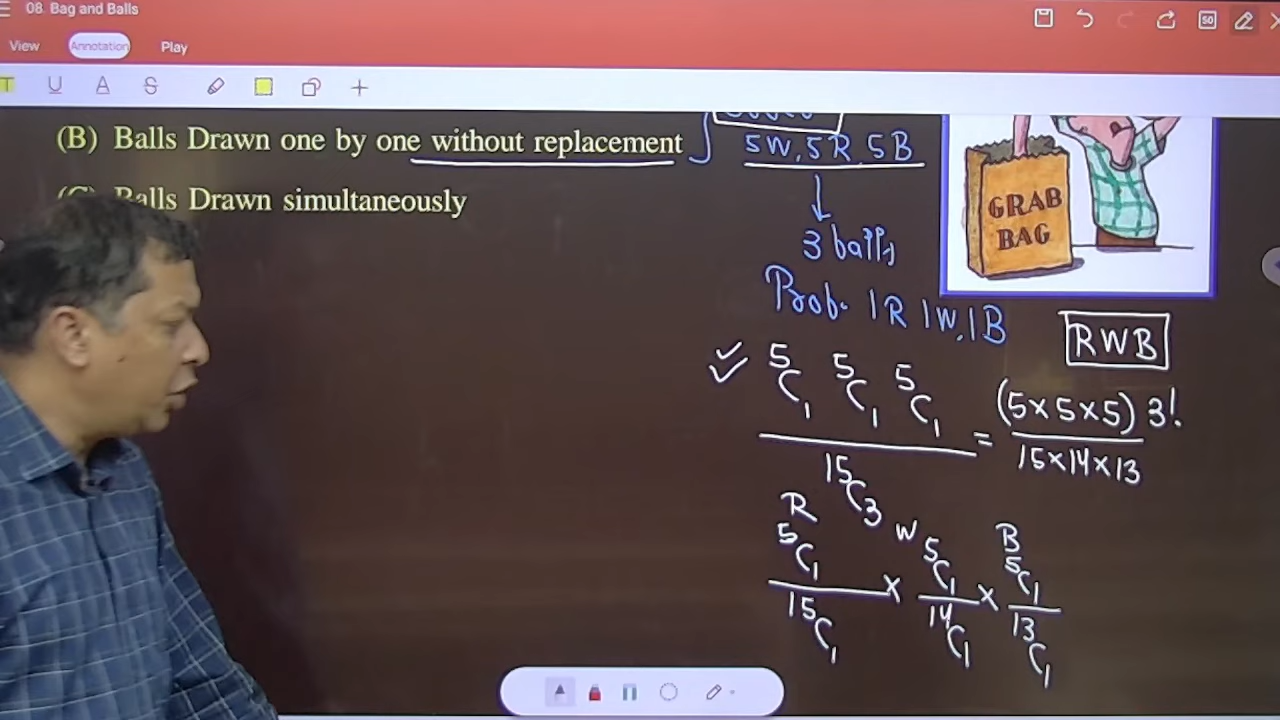 08. Bag and Balls
50
View Annotation Play
T U A S
(B) Balls Drawn one by one without replacement
5W, 5R, 5B
(C) Balls Drawn simultaneously
GRAB
BAG
3 balls
Prob. 1R 1W, 1B
RWB
5C1 5C1 5C1 / 15C3 = (5×5×5) 3! / 15×14×13
R W B
5C1 / 15C1 × 5C1 / 14C1 × 5C1 / 13C1